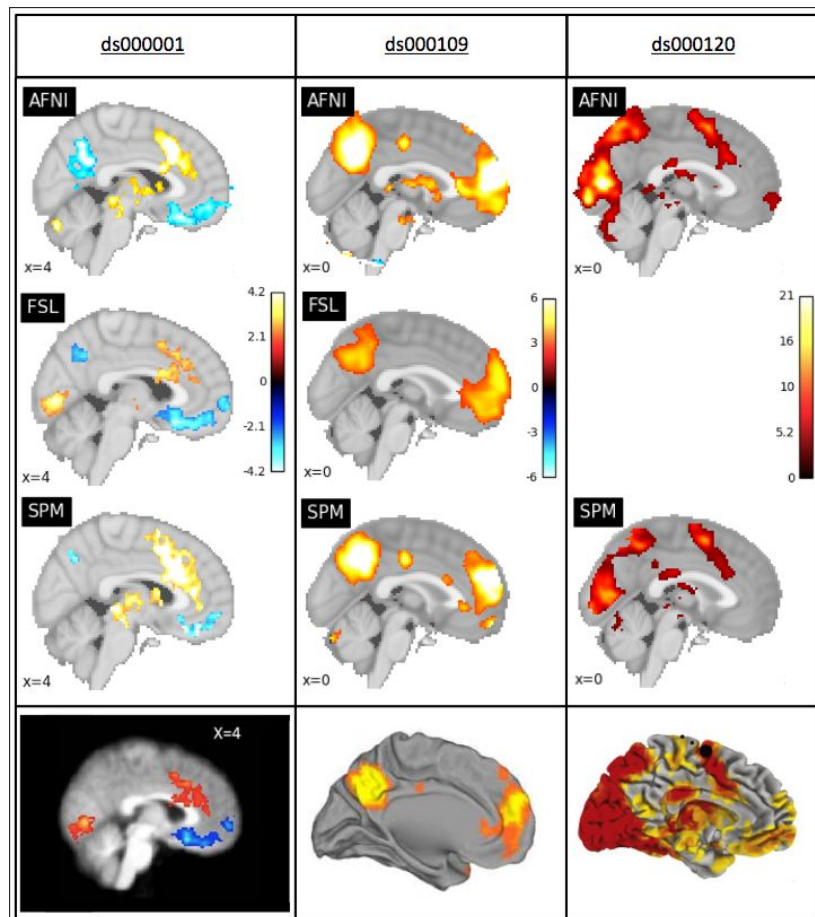 ds000001 ds000109 ds000120
AFNI AFNI AFNI
x=4 x=0 x=0
FSL FSL
4.2 6 21
2.1 3 16
0 0 10
-2.1 -3 5.2
-4.2 -6 0
x=4 x=0
SPM SPM SPM
x=4 x=0 x=0
X=4